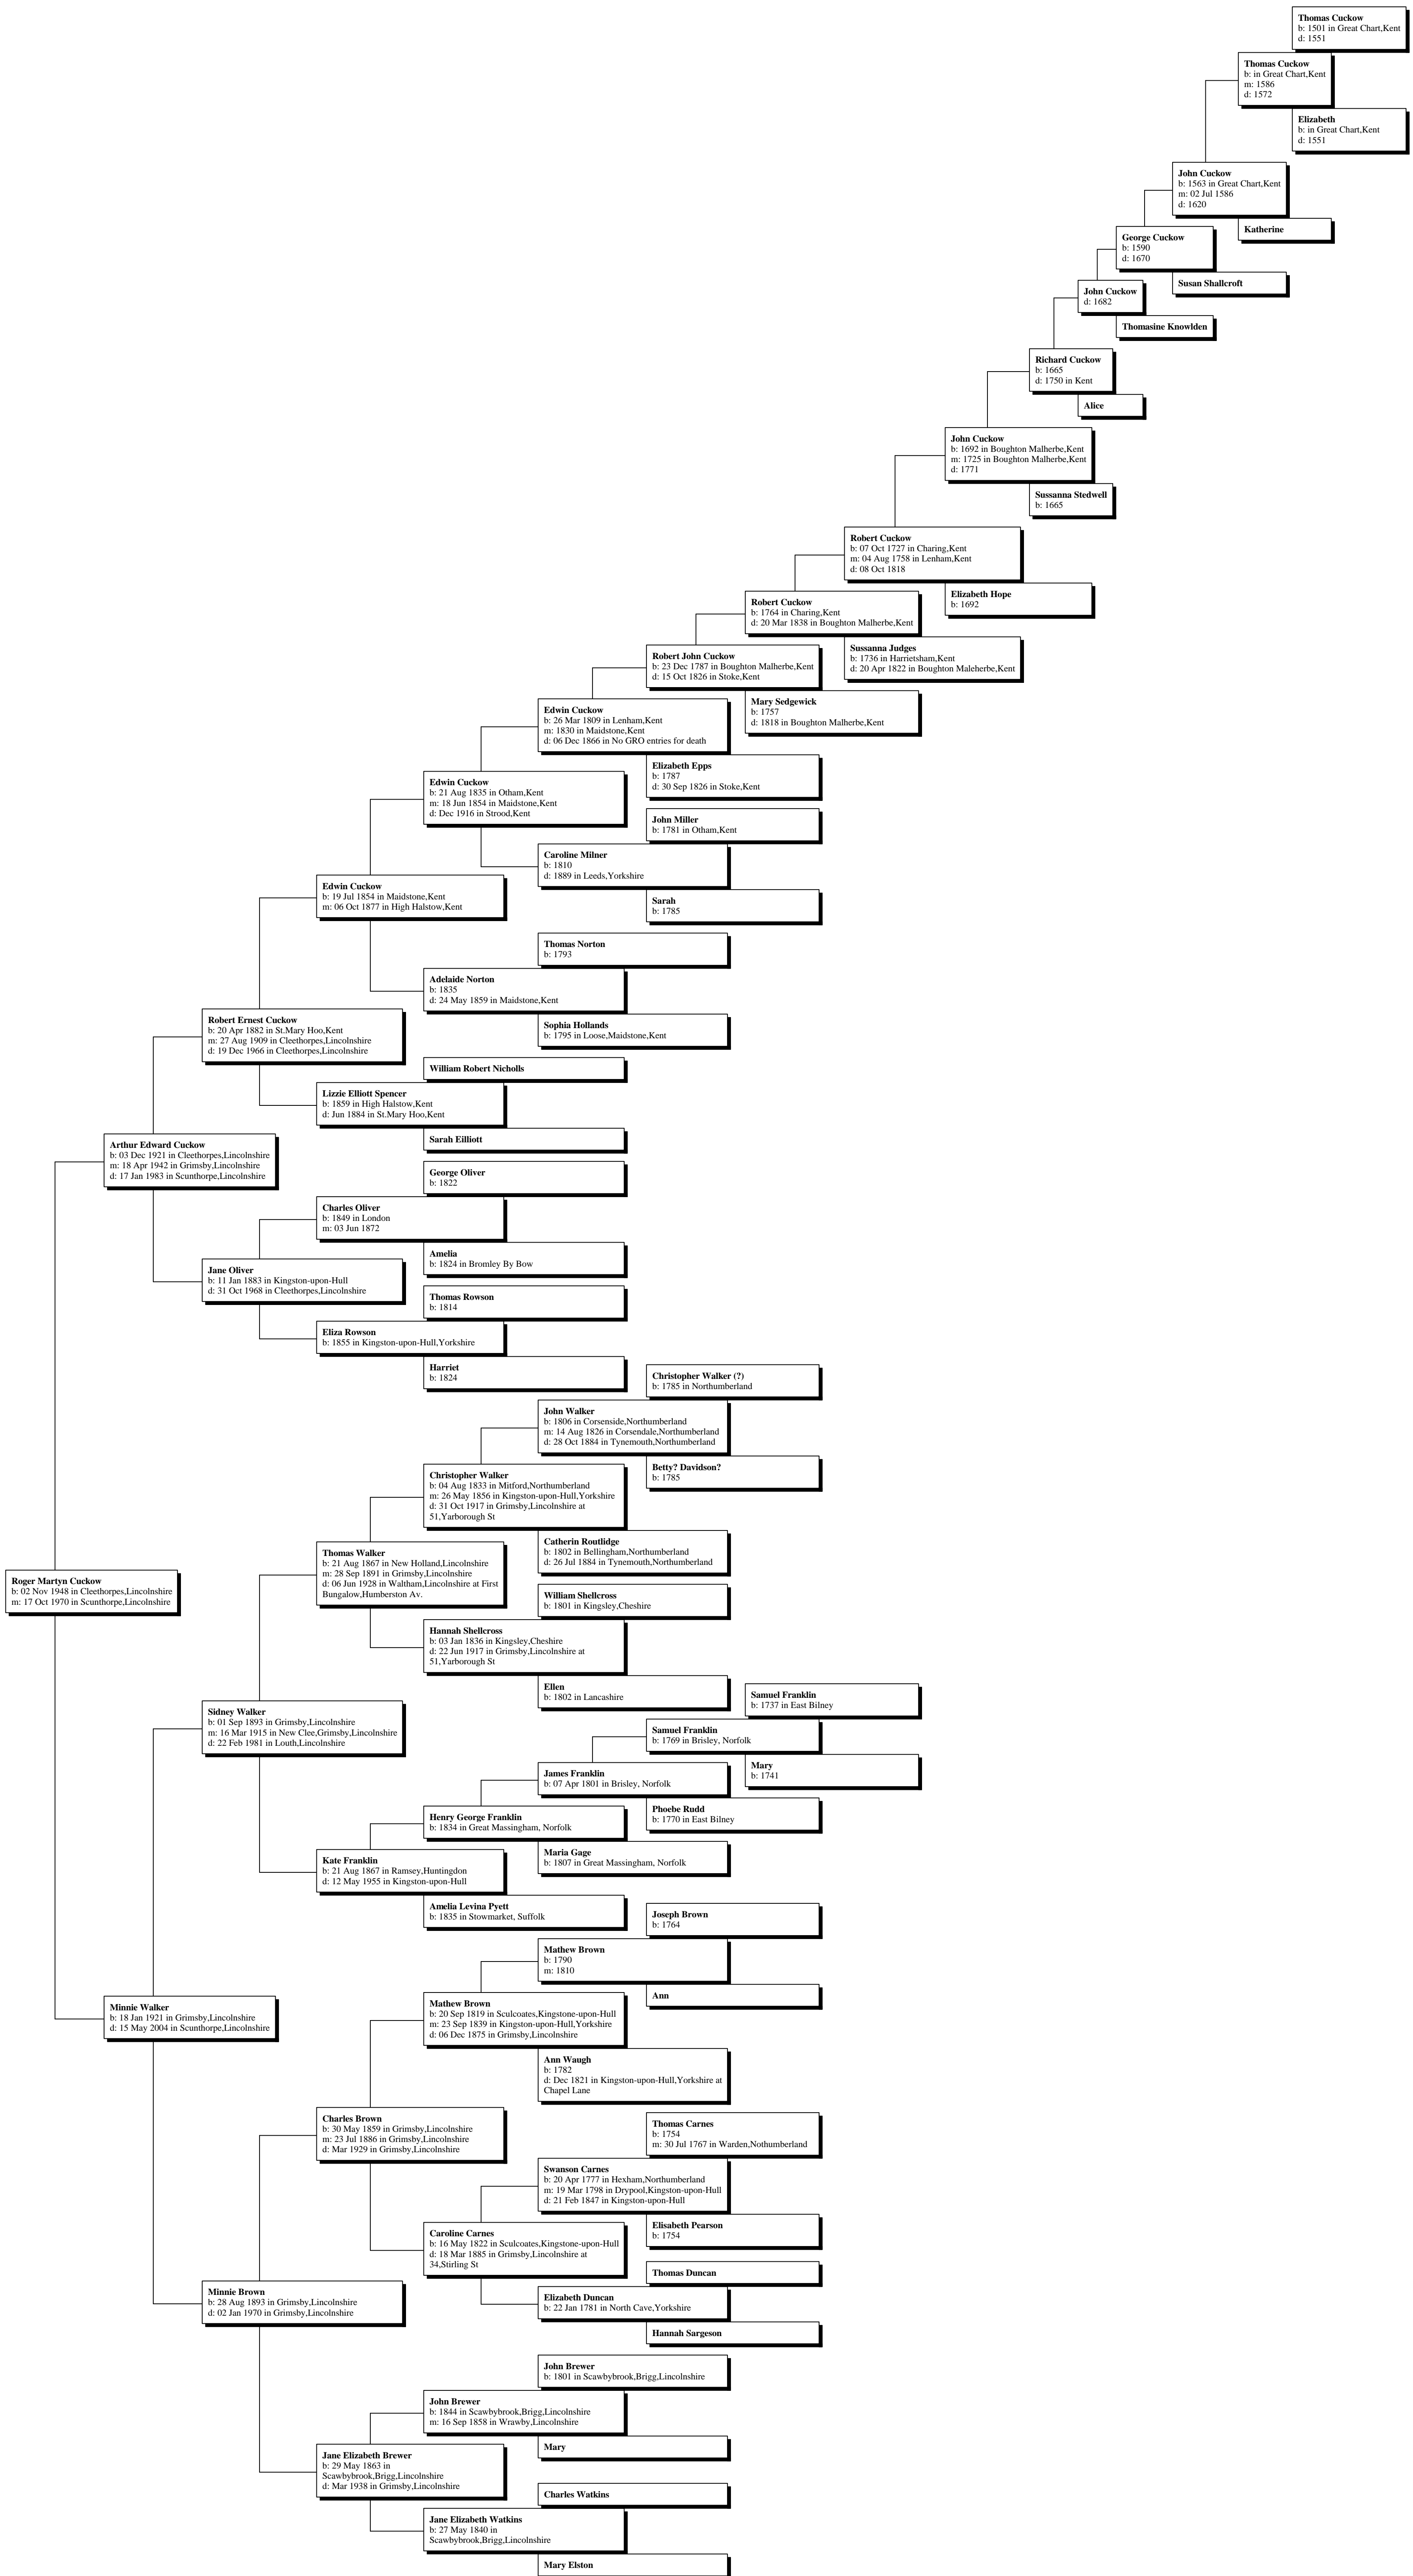 Thomas Cuckow
b: 1501 in Great Chart,Kent
d: 1551
Thomas Cuckow
b: in Great Chart,Kent
m: 1586
d: 1572
Elizabeth
b: in Great Chart,Kent
d: 1551
John Cuckow
b: 1563 in Great Chart,Kent
m: 02 Jul 1586
d: 1620
Katherine
George Cuckow
b: 1590
d: 1670
Susan Shallcroft
John Cuckow
d: 1682
Thomasine Knowlden
Richard Cuckow
b: 1665
d: 1750 in Kent
Alice
John Cuckow
b: 1692 in Boughton Malherbe,Kent
m: 1725 in Boughton Malherbe,Kent
d: 1771
Sussanna Stedwell
b: 1665
Robert Cuckow
b: 07 Oct 1727 in Charing,Kent
m: 04 Aug 1758 in Lenham,Kent
d: 08 Oct 1818
Elizabeth Hope
b: 1692
Robert Cuckow
b: 1764 in Charing,Kent
d: 20 Mar 1838 in Boughton Malherbe,Kent
Sussanna Judges
b: 1736 in Harrietsham,Kent
d: 20 Apr 1822 in Boughton Maleherbe,Kent
Robert John Cuckow
b: 23 Dec 1787 in Boughton Malherbe,Kent
d: 15 Oct 1826 in Stoke,Kent
Mary Sedgewick
b: 1757
d: 1818 in Boughton Malherbe,Kent
Edwin Cuckow
b: 26 Mar 1809 in Lenham,Kent
m: 1830 in Maidstone,Kent
d: 06 Dec 1866 in No GRO entries for death
Elizabeth Epps
b: 1787
d: 30 Sep 1826 in Stoke,Kent
Edwin Cuckow
b: 21 Aug 1835 in Otham,Kent
m: 18 Jun 1854 in Maidstone,Kent
d: Dec 1916 in Strood,Kent
John Miller
b: 1781 in Otham,Kent
Caroline Milner
b: 1810
d: 1889 in Leeds,Yorkshire
Sarah
b: 1785
Edwin Cuckow
b: 19 Jul 1854 in Maidstone,Kent
m: 06 Oct 1877 in High Halstow,Kent
Thomas Norton
b: 1793
Adelaide Norton
b: 1835
d: 24 May 1859 in Maidstone,Kent
Sophia Hollands
b: 1795 in Loose,Maidstone,Kent
Robert Ernest Cuckow
b: 20 Apr 1882 in St.Mary Hoo,Kent
m: 27 Aug 1909 in Cleethorpes,Lincolnshire
d: 19 Dec 1966 in Cleethorpes,Lincolnshire
William Robert Nicholls
Lizzie Elliott Spencer
b: 1859 in High Halstow,Kent
d: Jun 1884 in St.Mary Hoo,Kent
Sarah Eilliott
Arthur Edward Cuckow
b: 03 Dec 1921 in Cleethorpes,Lincolnshire
m: 18 Apr 1942 in Grimsby,Lincolnshire
d: 17 Jan 1983 in Scunthorpe,Lincolnshire
George Oliver
b: 1822
Charles Oliver
b: 1849 in London
m: 03 Jun 1872
Amelia
b: 1824 in Bromley By Bow
Jane Oliver
b: 11 Jan 1883 in Kingston-upon-Hull
d: 31 Oct 1968 in Cleethorpes,Lincolnshire
Thomas Rowson
b: 1814
Eliza Rowson
b: 1855 in Kingston-upon-Hull,Yorkshire
Harriet
b: 1824
Christopher Walker (?)
b: 1785 in Northumberland
John Walker
b: 1806 in Corsenside,Northumberland
m: 14 Aug 1826 in Corsendale,Northumberland
d: 28 Oct 1884 in Tynemouth,Northumberland
Betty? Davidson?
b: 1785
Christopher Walker
b: 04 Aug 1833 in Mitford,Northumberland
m: 26 May 1856 in Kingston-upon-Hull,Yorkshire
d: 31 Oct 1917 in Grimsby,Lincolnshire at
51,Yarborough St
Catherin Routlidge
b: 1802 in Bellingham,Northumberland
d: 26 Jul 1884 in Tynemouth,Northumberland
Thomas Walker
b: 21 Aug 1867 in New Holland,Lincolnshire
m: 28 Sep 1891 in Grimsby,Lincolnshire
d: 06 Jun 1928 in Waltham,Lincolnshire at First
Bungalow,Humberston Av.
Roger Martyn Cuckow
b: 02 Nov 1948 in Cleethorpes,Lincolnshire
m: 17 Oct 1970 in Scunthorpe,Lincolnshire
William Shellcross
b: 1801 in Kingsley,Cheshire
Hannah Shellcross
b: 03 Jan 1836 in Kingsley,Cheshire
d: 22 Jun 1917 in Grimsby,Lincolnshire at
51,Yarborough St
Ellen
b: 1802 in Lancashire
Sidney Walker
b: 01 Sep 1893 in Grimsby,Lincolnshire
m: 16 Mar 1915 in New Clee,Grimsby,Lincolnshire
d: 22 Feb 1981 in Louth,Lincolnshire
Samuel Franklin
b: 1737 in East Bilney
Samuel Franklin
b: 1769 in Brisley, Norfolk
Mary
b: 1741
James Franklin
b: 07 Apr 1801 in Brisley, Norfolk
Phoebe Rudd
b: 1770 in East Bilney
Henry George Franklin
b: 1834 in Great Massingham, Norfolk
Maria Gage
b: 1807 in Great Massingham, Norfolk
Kate Franklin
b: 21 Aug 1867 in Ramsey,Huntingdon
d: 12 May 1955 in Kingston-upon-Hull
Amelia Levina Pyett
b: 1835 in Stowmarket, Suffolk
Joseph Brown
b: 1764
Mathew Brown
b: 1790
m: 1810
Ann
Minnie Walker
b: 18 Jan 1921 in Grimsby,Lincolnshire
d: 15 May 2004 in Scunthorpe,Lincolnshire
Mathew Brown
b: 20 Sep 1819 in Sculcoates,Kingstone-upon-Hull
m: 23 Sep 1839 in Kingston-upon-Hull,Yorkshire
d: 06 Dec 1875 in Grimsby,Lincolnshire
Ann Waugh
b: 1782
d: Dec 1821 in Kingston-upon-Hull,Yorkshire at
Chapel Lane
Charles Brown
b: 30 May 1859 in Grimsby,Lincolnshire
m: 23 Jul 1886 in Grimsby,Lincolnshire
d: Mar 1929 in Grimsby,Lincolnshire
Thomas Carnes
b: 1754
m: 30 Jul 1767 in Warden,Nothumberland
Swanson Carnes
b: 20 Apr 1777 in Hexham,Northumberland
m: 19 Mar 1798 in Drypool,Kingston-upon-Hull
d: 21 Feb 1847 in Kingston-upon-Hull
Elisabeth Pearson
b: 1754
Caroline Carnes
b: 16 May 1822 in Sculcoates,Kingstone-upon-Hull
d: 18 Mar 1885 in Grimsby,Lincolnshire at
34,Stirling St
Thomas Duncan
Elizabeth Duncan
b: 22 Jan 1781 in North Cave,Yorkshire
Hannah Sargeson
Minnie Brown
b: 28 Aug 1893 in Grimsby,Lincolnshire
d: 02 Jan 1970 in Grimsby,Lincolnshire
John Brewer
b: 1801 in Scawbybrook,Brigg,Lincolnshire
John Brewer
b: 1844 in Scawbybrook,Brigg,Lincolnshire
m: 16 Sep 1858 in Wrawby,Lincolnshire
Mary
Jane Elizabeth Brewer
b: 29 May 1863 in
Scawbybrook,Brigg,Lincolnshire
d: Mar 1938 in Grimsby,Lincolnshire
Charles Watkins
Jane Elizabeth Watkins
b: 27 May 1840 in
Scawbybrook,Brigg,Lincolnshire
Mary Elston